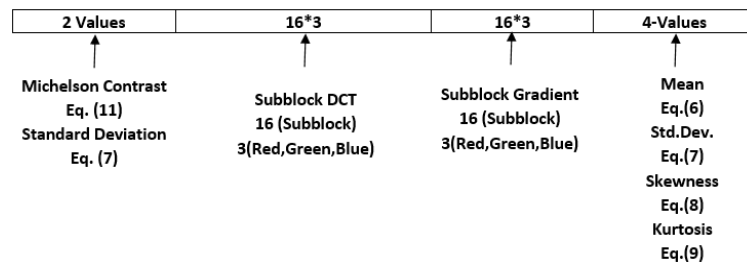 2 Values 16*3 16*3 4-Values
Michelson Contrast
Eq. (11)
Standard Deviation
Eq. (7)
Subblock DCT
16 (Subblock)
3(Red,Green,Blue)
Subblock Gradient
16 (Subblock)
3(Red,Green,Blue)
Mean
Eq.(6)
Std.Dev.
Eq.(7)
Skewness
Eq.(8)
Kurtosis
Eq.(9)